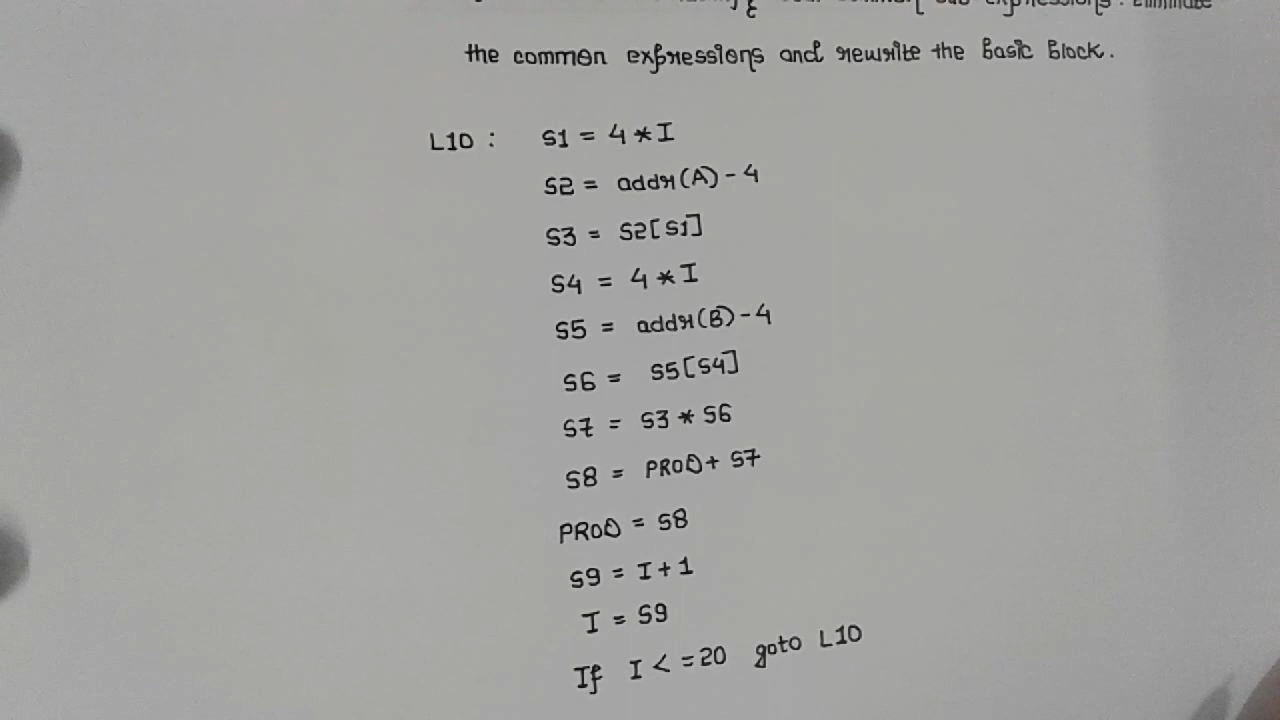 the common expressions and rewrite the Basic Block.
L10 : S1 = 4 * I
S2 = addr(A) - 4
S3 = S2[S1]
S4 = 4 * I
S5 = addr(B) - 4
S6 = S5[S4]
S7 = S3 * S6
S8 = PROD + S7
PROD = S8
S9 = I + 1
I = S9
If I < = 20 goto L10